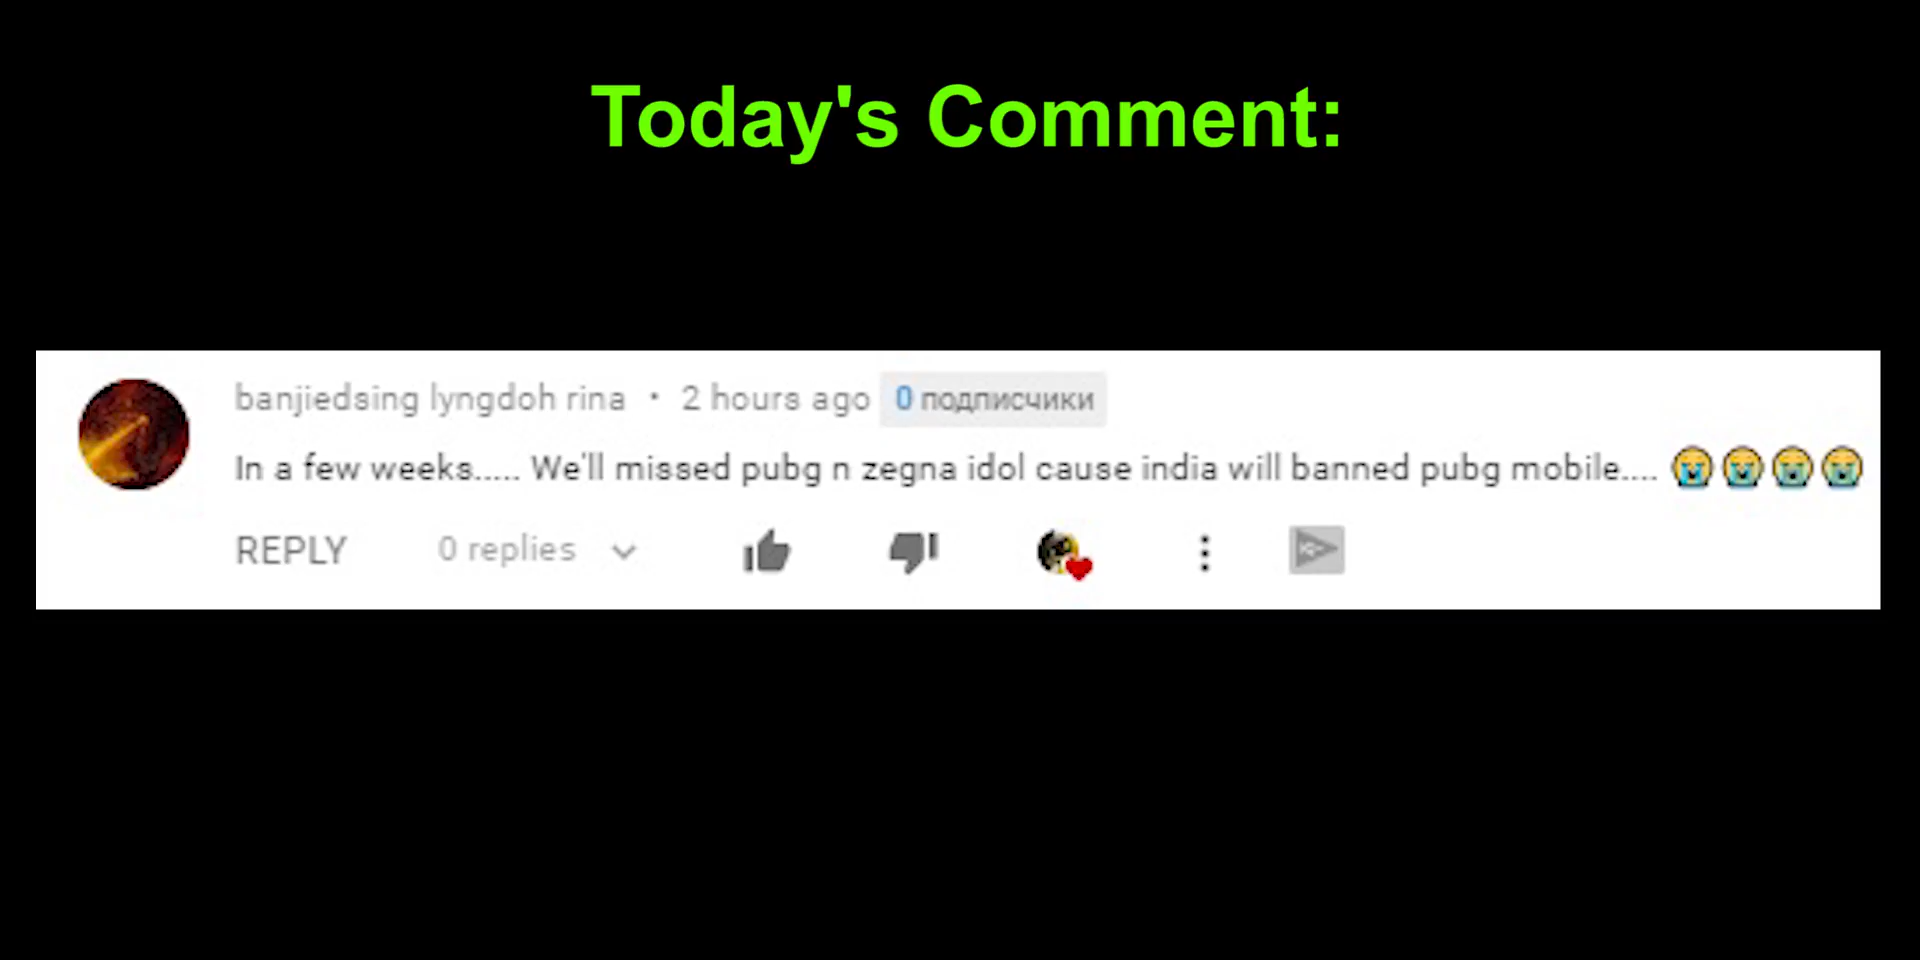 Today's Comment:
banjiedsing lyngdoh rina • 2 hours ago 0 подписчики
In a few weeks..... We'll missed pubg n zegna idol cause india will banned pubg mobile.... 😭😭😭😭
REPLY 0 replies